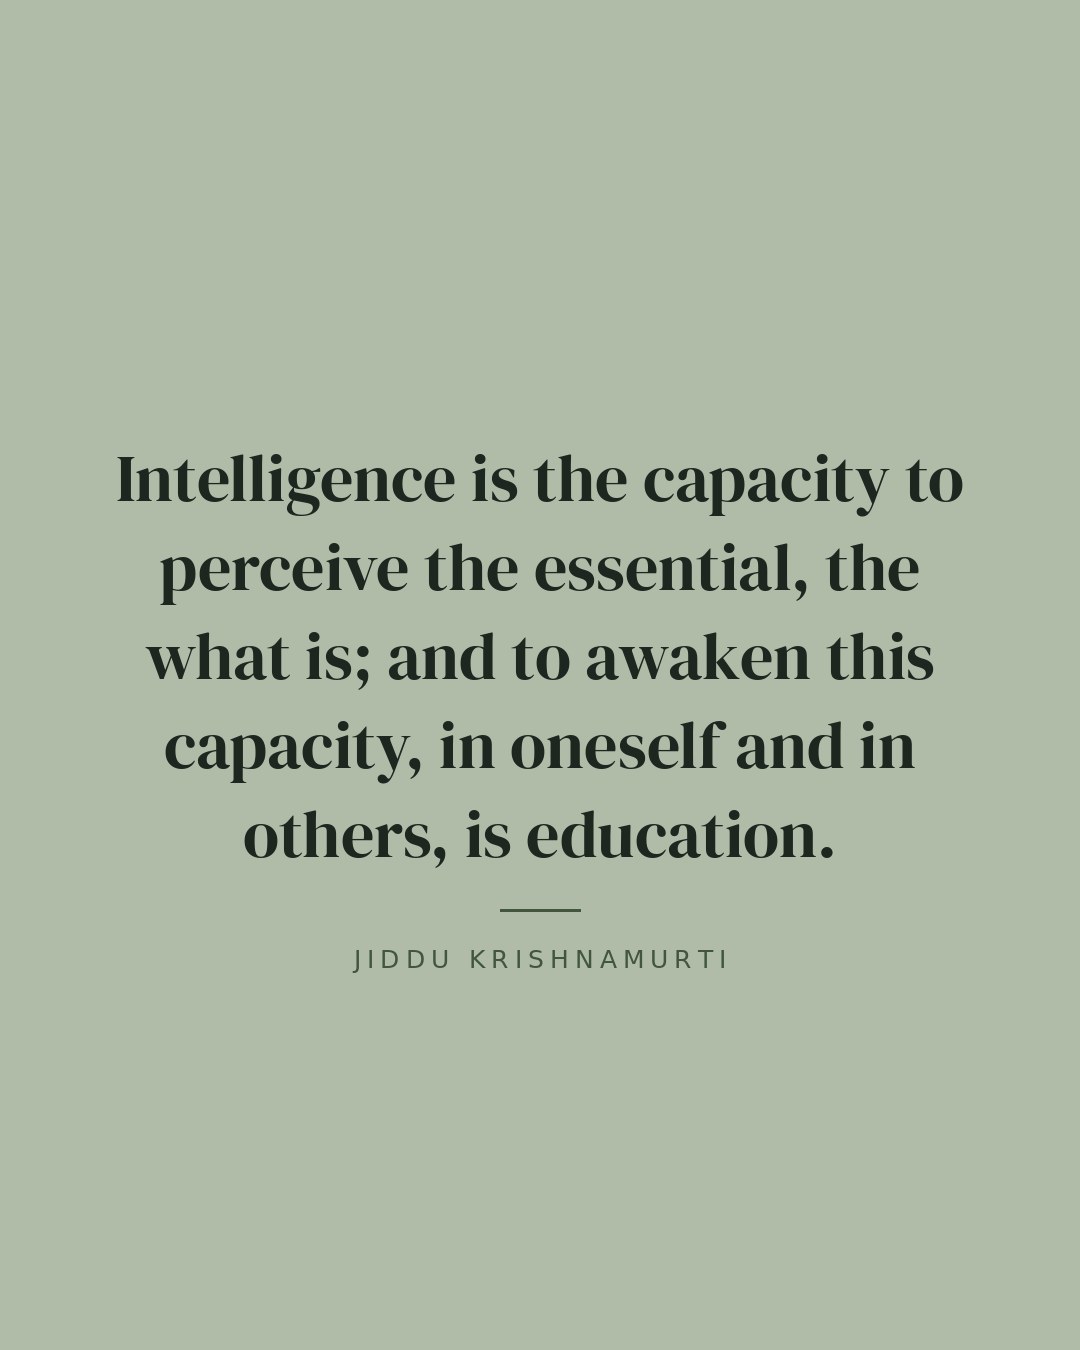 Intelligence is the capacity to
perceive the essential, the
what is; and to awaken this
capacity, in oneself and in
others, is education.
JIDDU KRISHNAMURTI